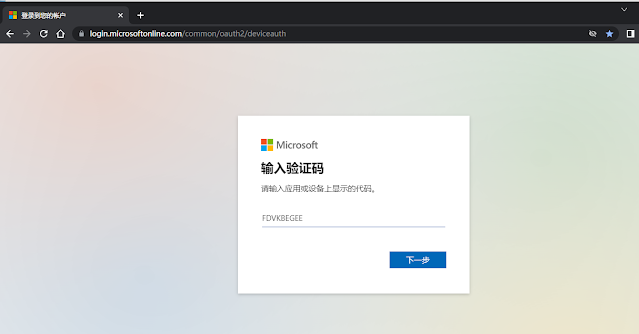 登录到您的帐户
login.microsoftonline.com/common/oauth2/deviceauth
Microsoft
输入验证码
请输入应用或设备上显示的代码。
FDVKBEGEE
下一步